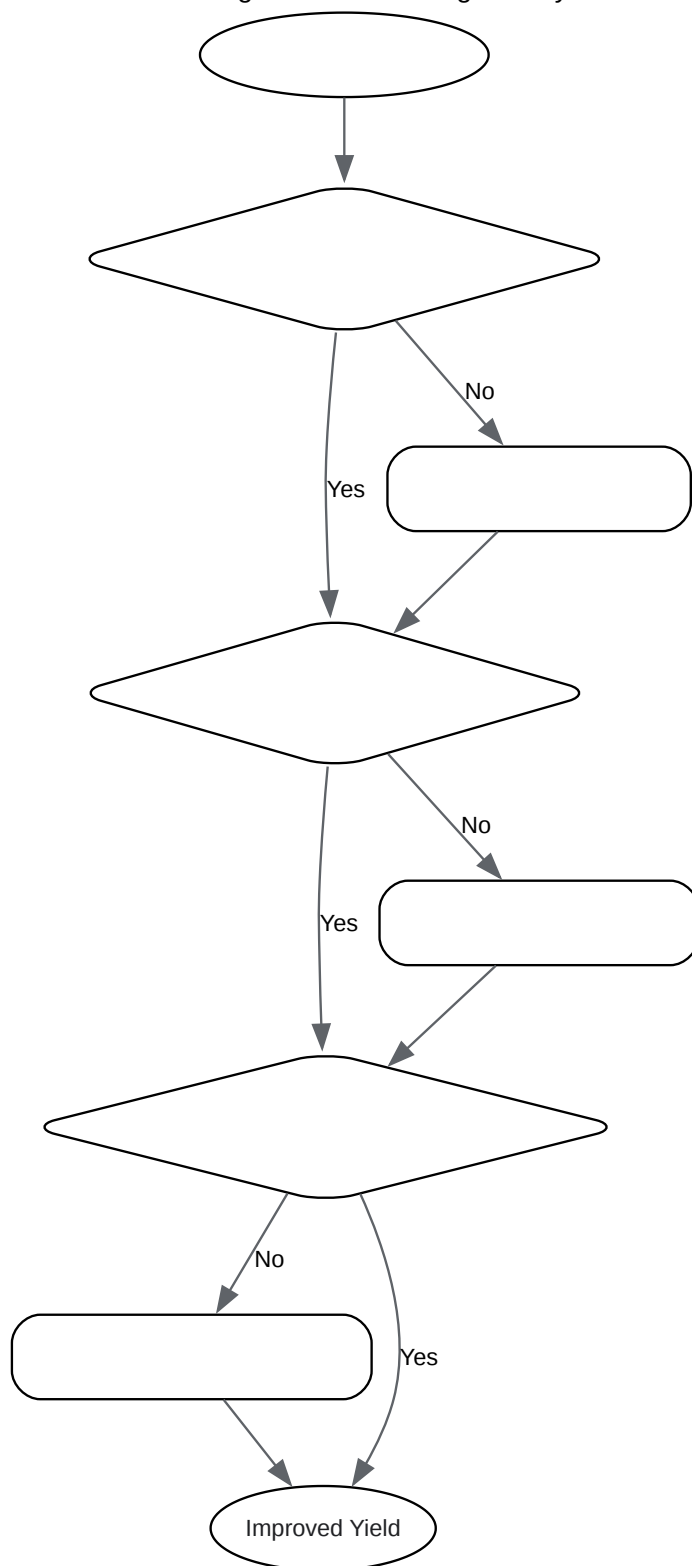 No
Yes
No
Yes
No
Yes
Improved Yield